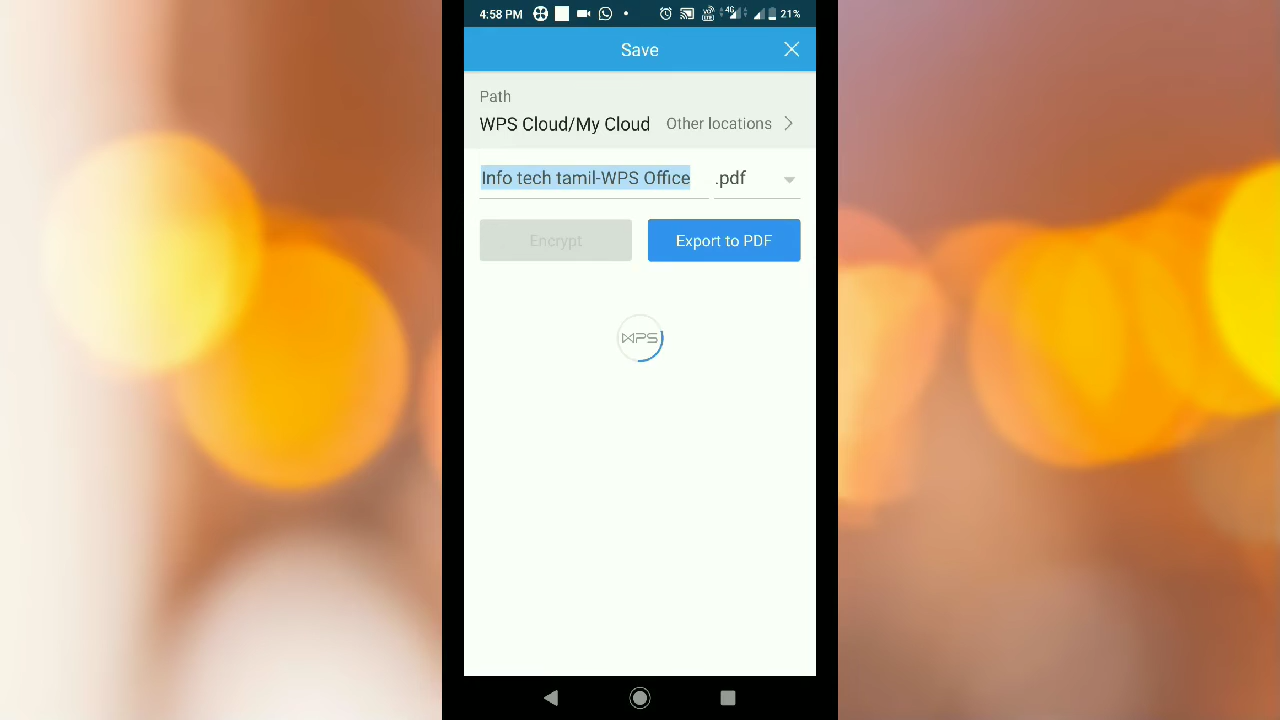 4:58 PM 4G 21%
Save
Path
WPS Cloud/My Cloud Other locations
Info tech tamil-WPS Office .pdf
Encrypt Export to PDF
WPS